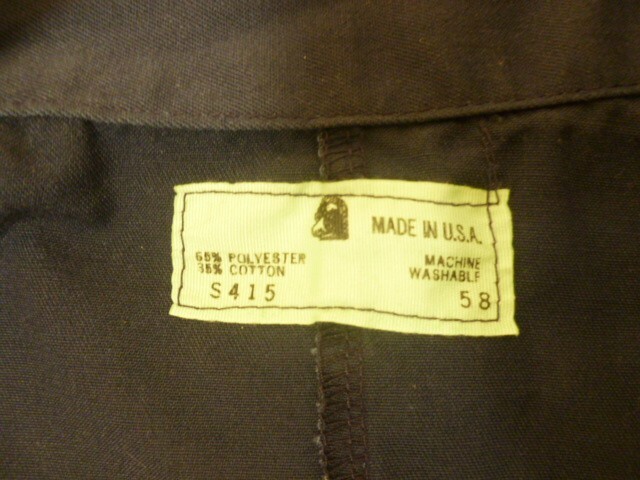 MADE IN U.S.A.
65% POLYESTER
35% COTTON
MACHINE
WASHABLE
S415
58